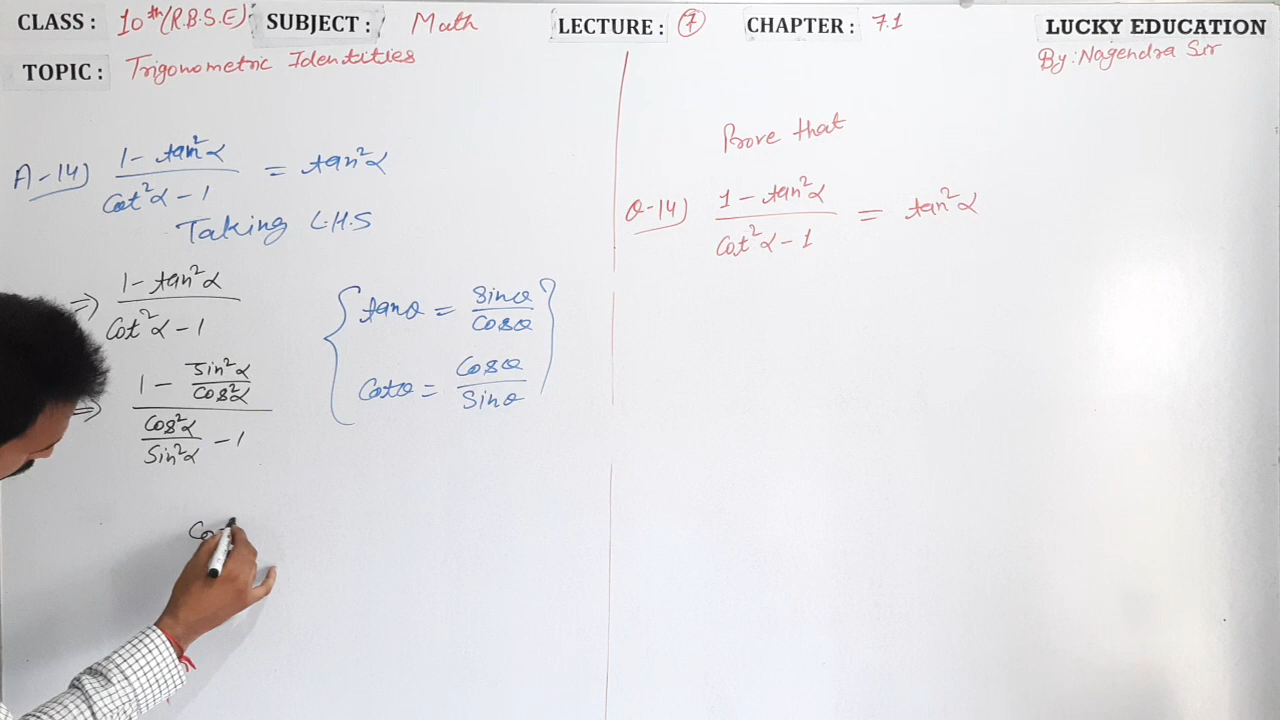 CLASS : 10th (R.B.S.E) SUBJECT : Math LECTURE : 7 CHAPTER : 7.1 LUCKY EDUCATION
By: Nagendra Sir
TOPIC : Trigonometric Identities
A-14) (1 - tan²α)/(cot²α - 1) = tan²α
Taking L.H.S
⇒ (1 - tan²α)/(cot²α - 1)
⇒ (1 - sin²α/cos²α)/(cos²α/sin²α - 1)
{ tanθ = sinθ/cosθ
cotθ = cosθ/sinθ }
Prove that
Q-14) (1 - tan²α)/(cot²α - 1) = tan²α